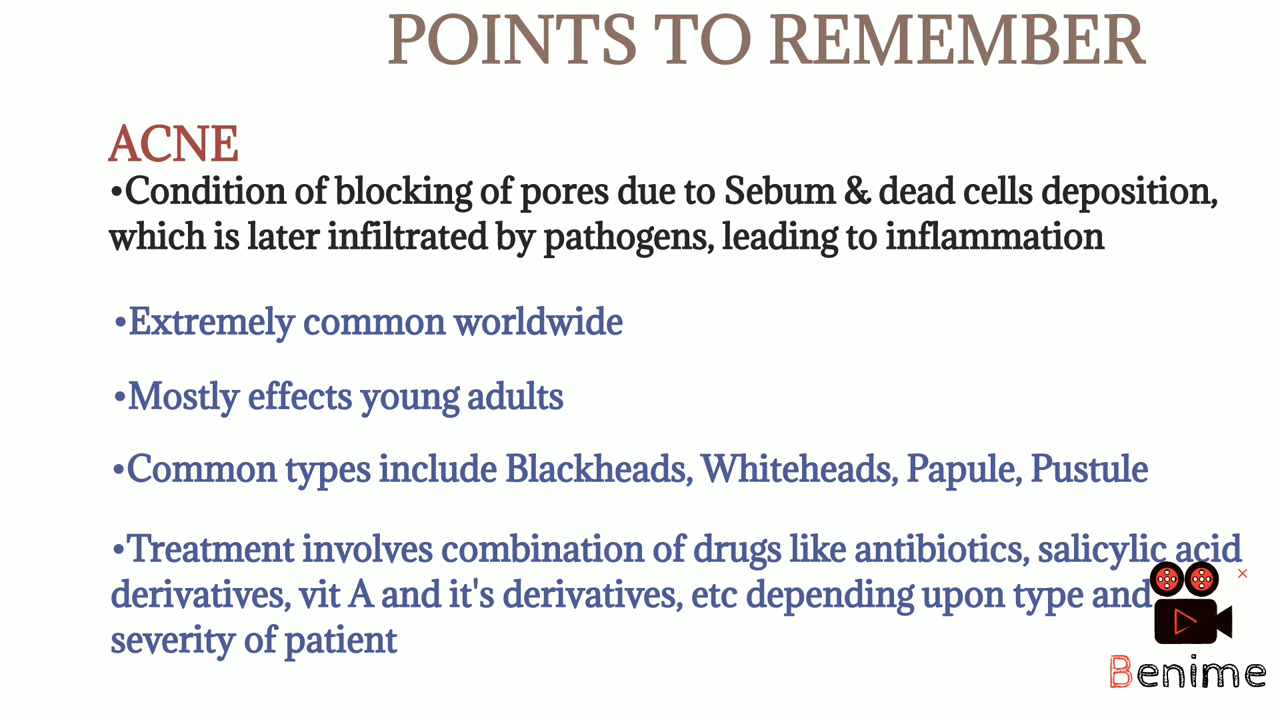 POINTS TO REMEMBER
ACNE
•Condition of blocking of pores due to Sebum & dead cells deposition,
which is later infiltrated by pathogens, leading to inflammation
•Extremely common worldwide
•Mostly effects young adults
•Common types include Blackheads, Whiteheads, Papule, Pustule
•Treatment involves combination of drugs like antibiotics, salicylic acid
derivatives, vit A and it's derivatives, etc depending upon type and
severity of patient
Benime